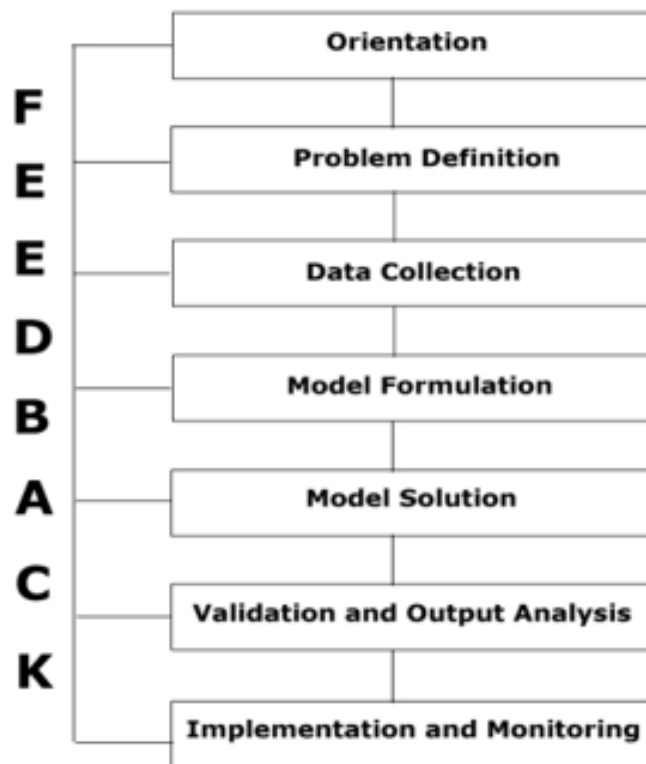 Orientation
Problem Definition
Data Collection
Model Formulation
Model Solution
Validation and Output Analysis
Implementation and Monitoring
F
E
E
D
B
A
C
K